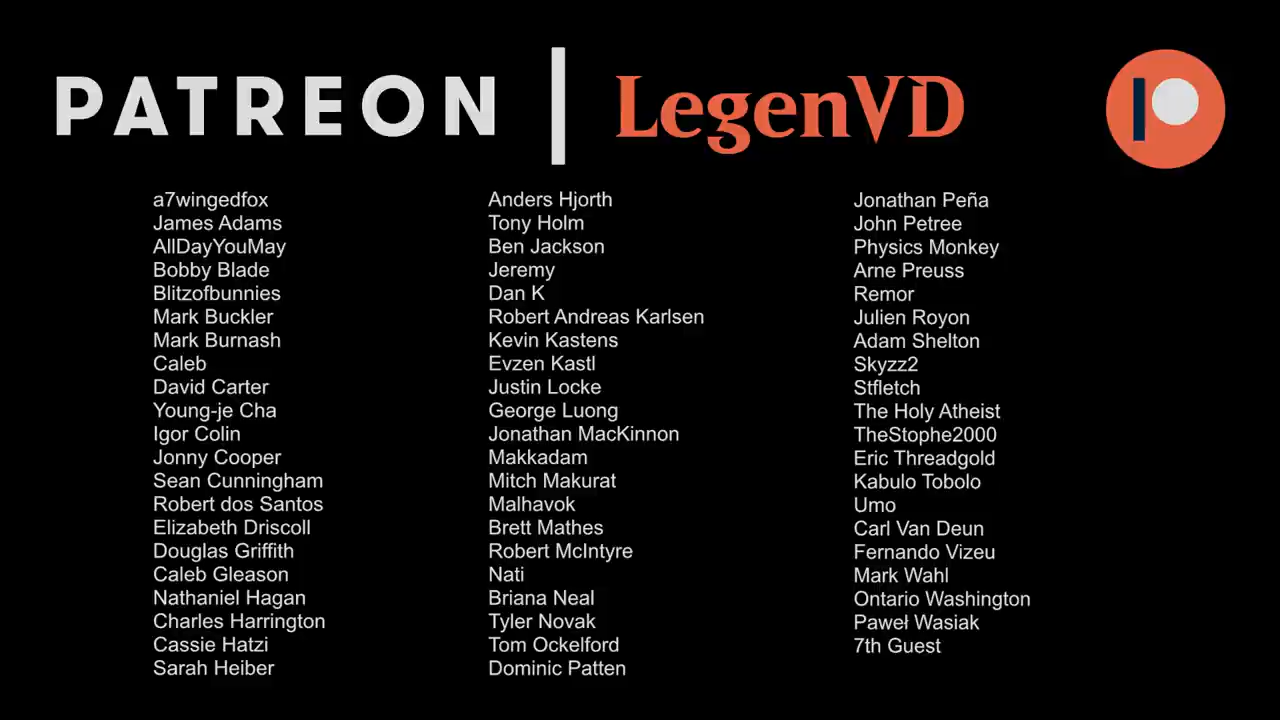 PATREON | LegenVD
a7wingedfox
James Adams
AllDayYouMay
Bobby Blade
Blitzofbunnies
Mark Buckler
Mark Burnash
Caleb
David Carter
Young-je Cha
Igor Colin
Jonny Cooper
Sean Cunningham
Robert dos Santos
Elizabeth Driscoll
Douglas Griffith
Caleb Gleason
Nathaniel Hagan
Charles Harrington
Cassie Hatzi
Sarah Heiber
Anders Hjorth
Tony Holm
Ben Jackson
Jeremy
Dan K
Robert Andreas Karlsen
Kevin Kastens
Evzen Kastl
Justin Locke
George Luong
Jonathan MacKinnon
Makkadam
Mitch Makurat
Malhavok
Brett Mathes
Robert McIntyre
Nati
Briana Neal
Tyler Novak
Tom Ockelford
Dominic Patten
Jonathan Peña
John Petree
Physics Monkey
Arne Preuss
Remor
Julien Royon
Adam Shelton
Skyzz2
Stfletch
The Holy Atheist
TheStophe2000
Eric Threadgold
Kabulo Tobolo
Umo
Carl Van Deun
Fernando Vizeu
Mark Wahl
Ontario Washington
Paweł Wasiak
7th Guest